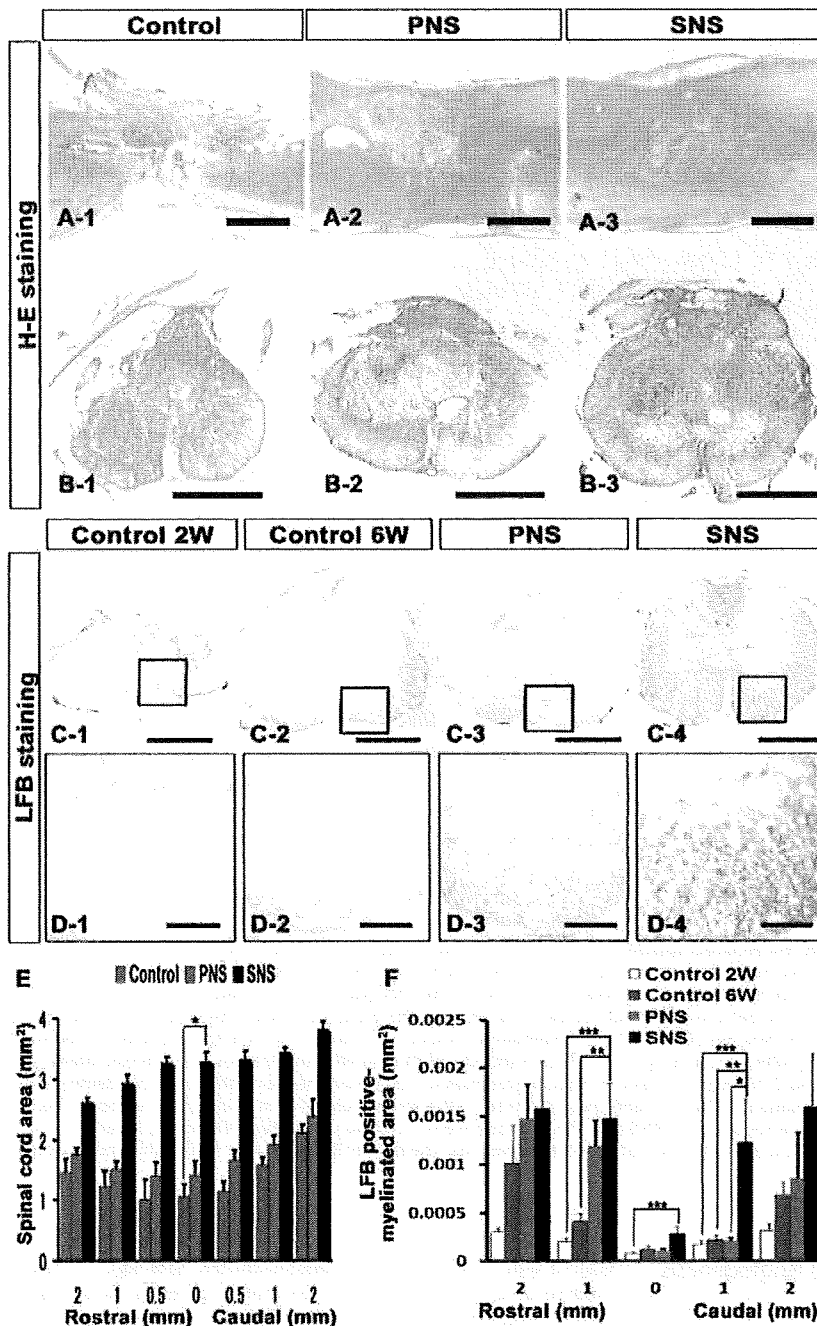 Control PNS SNS
H-E staining
A-1 A-2 A-3
B-1 B-2 B-3
Control 2W Control 6W PNS SNS
LFB staining
C-1 C-2 C-3 C-4
D-1 D-2 D-3 D-4
E
Control PNS SNS
Spinal cord area (mm²)
4
3
2
1
0
*
2 1 0.5 0 0.5 1 2
Rostral (mm) Caudal (mm)
F
Control 2W
Control 6W
PNS
SNS
LFB positive-
myelinated area (mm²)
0.0025
0.002
0.0015
0.001
0.0005
0
***
**
***
***
**
*
2 1 0 1 2
Rostral (mm) Caudal (mm)